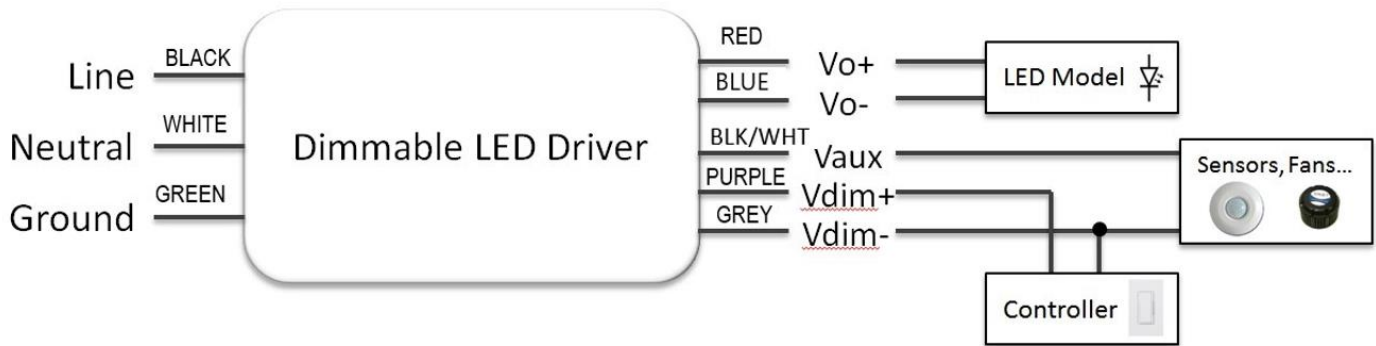 BLACK
Line
WHITE
Neutral
GREEN
Ground
Dimmable LED Driver
RED
Vo+
BLUE
Vo-
BLK/WHT
Vaux
PURPLE
Vdim+
GREY
Vdim-
LED Model
Sensors, Fans...
Controller